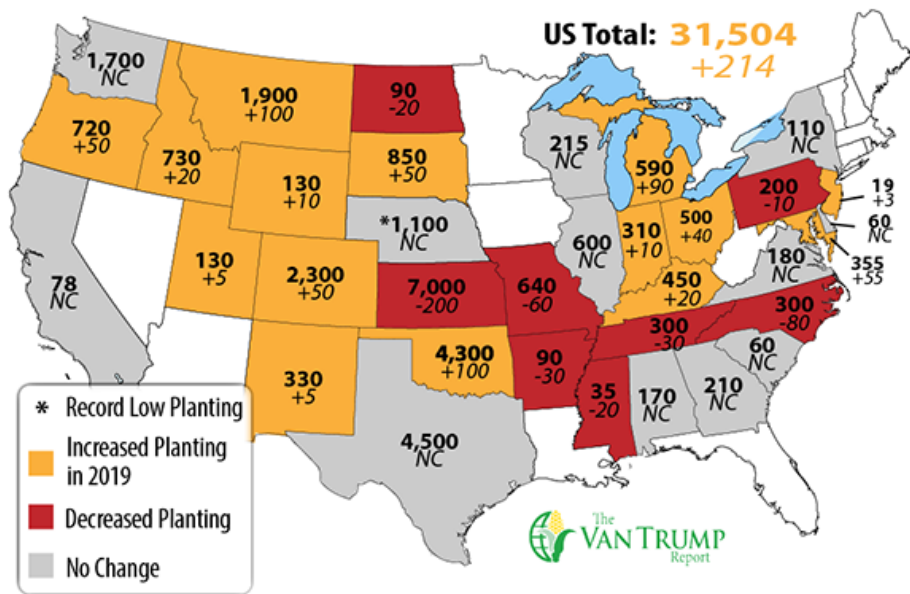 US Total: 31,504
+214
1,700
NC
1,900
+100
90
-20
110
NC
720
+50
730
+20
130
+10
850
+50
215
NC
590
+90
200
-10
19
+3
60
NC
*1,100
NC
600
NC
310
+10
500
+40
180
NC
355
+55
78
NC
130
+5
2,300
+50
7,000
-200
640
-60
450
+20
300
-30
300
-80
330
+5
4,300
+100
90
-30
35
-20
170
NC
210
NC
60
NC
4,500
NC
* Record Low Planting
Increased Planting
in 2019
Decreased Planting
No Change
The
VAN TRUMP
Report